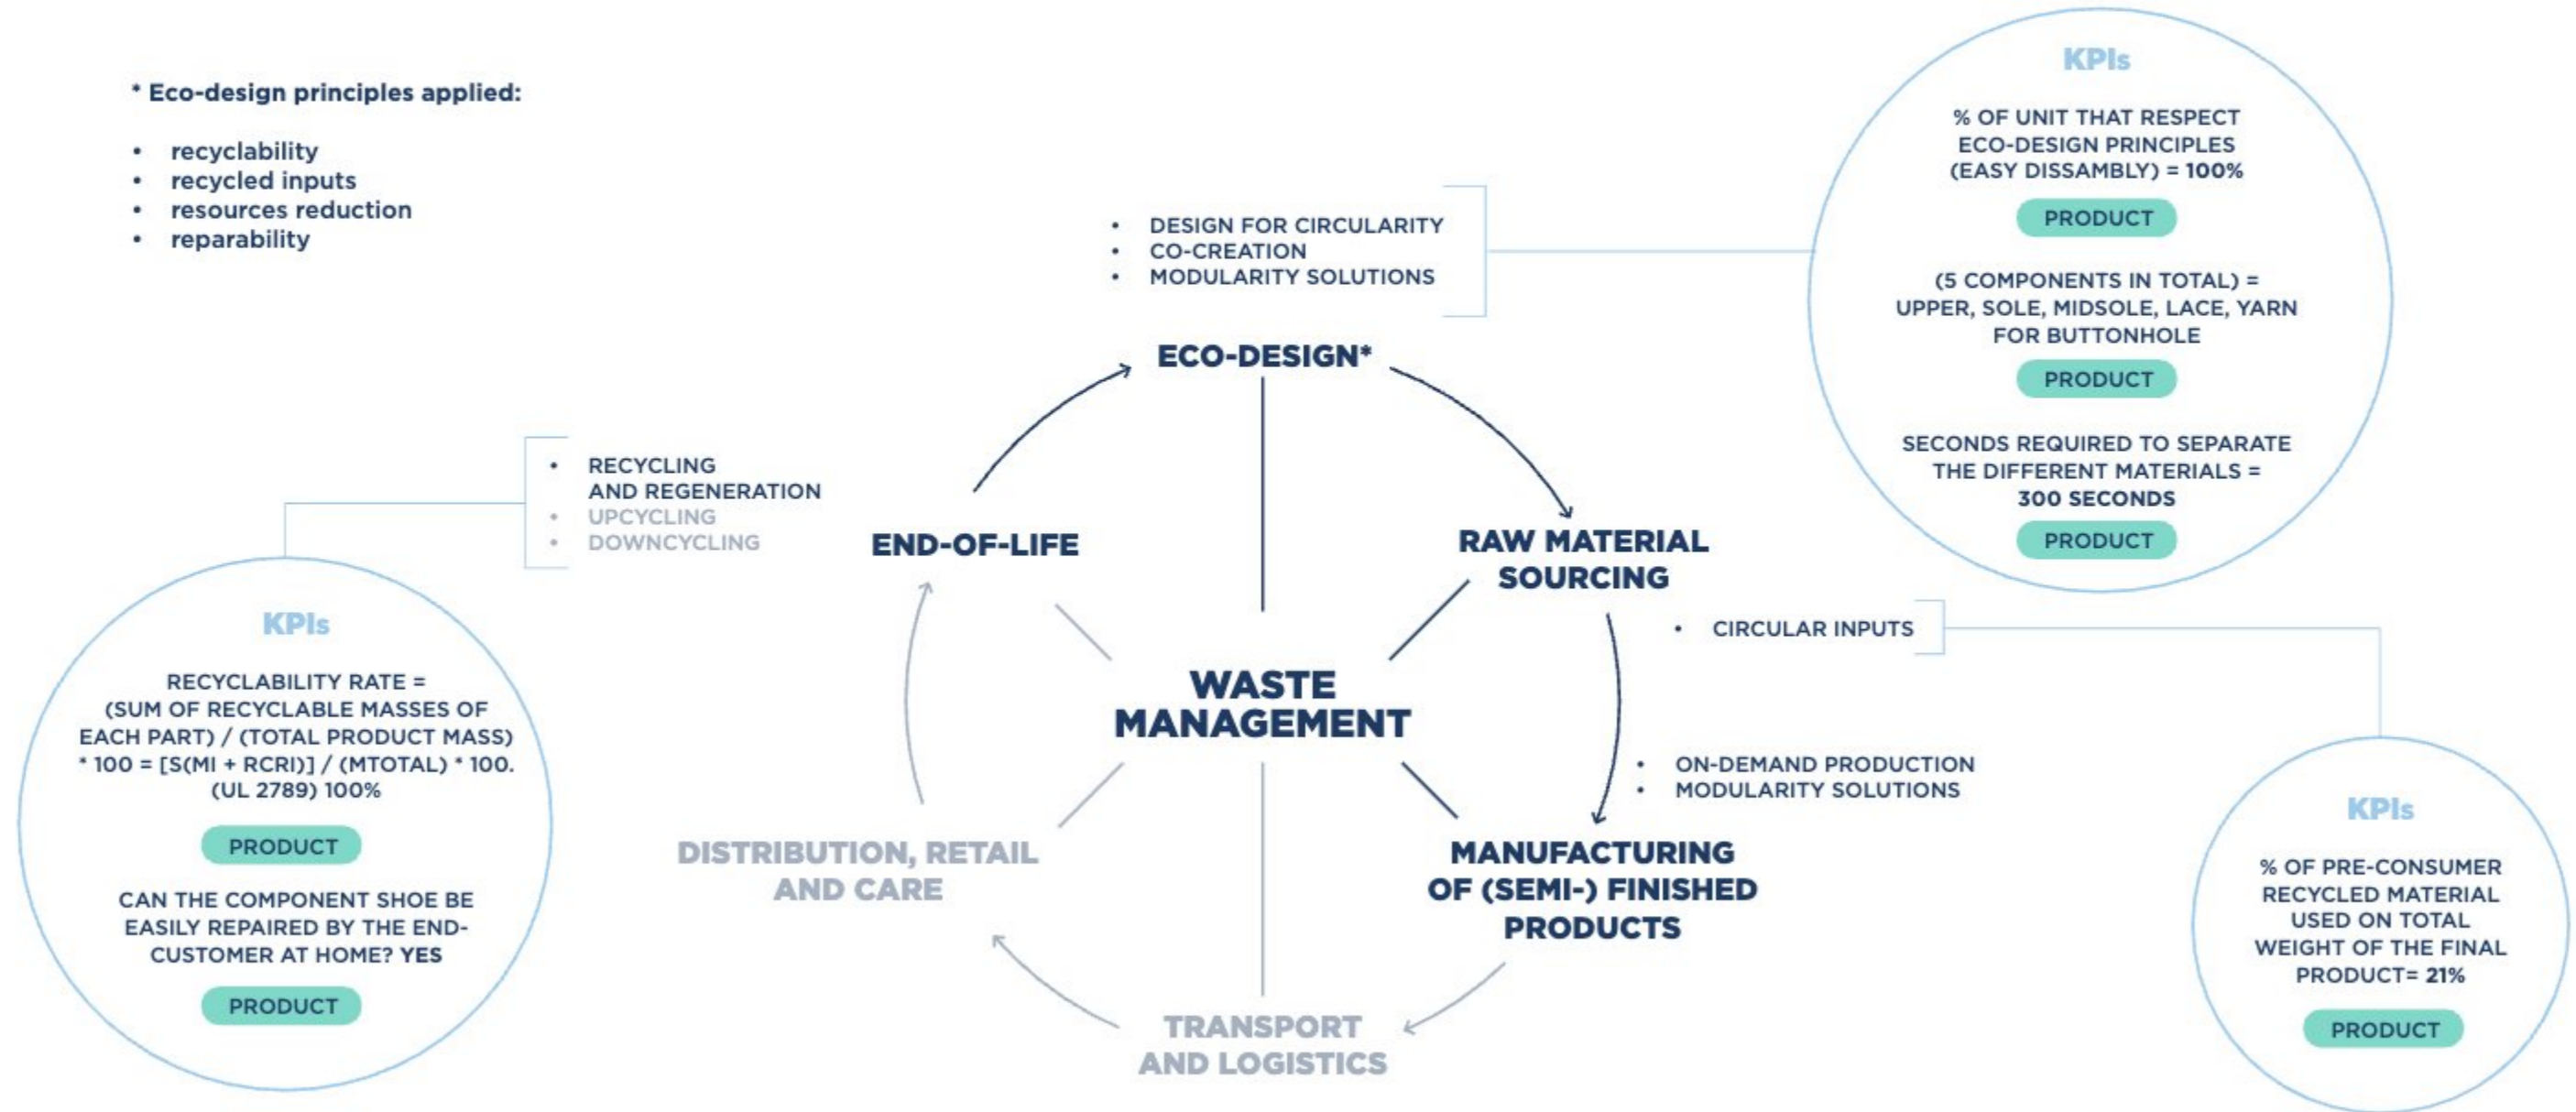 * Eco-design principles applied:
• recyclability
• recycled inputs
• resources reduction
• reparability
• DESIGN FOR CIRCULARITY
• CO-CREATION
• MODULARITY SOLUTIONS
KPIs
% OF UNIT THAT RESPECT
ECO-DESIGN PRINCIPLES
(EASY DISSAMBLY) = 100%
PRODUCT
(5 COMPONENTS IN TOTAL) =
UPPER, SOLE, MIDSOLE, LACE, YARN
FOR BUTTONHOLE
PRODUCT
SECONDS REQUIRED TO SEPARATE
THE DIFFERENT MATERIALS =
300 SECONDS
PRODUCT
ECO-DESIGN*
• RECYCLING
AND REGENERATION
• UPCYCLING
• DOWNCYCLING
END-OF-LIFE
RAW MATERIAL
SOURCING
• CIRCULAR INPUTS
WASTE
MANAGEMENT
• ON-DEMAND PRODUCTION
• MODULARITY SOLUTIONS
KPIs
RECYCLABILITY RATE =
(SUM OF RECYCLABLE MASSES OF
EACH PART) / (TOTAL PRODUCT MASS)
* 100 = [S(MI + RCRI)] / (MTOTAL) * 100.
(UL 2789) 100%
PRODUCT
CAN THE COMPONENT SHOE BE
EASILY REPAIRED BY THE END-
CUSTOMER AT HOME? YES
PRODUCT
DISTRIBUTION, RETAIL
AND CARE
MANUFACTURING
OF (SEMI-) FINISHED
PRODUCTS
TRANSPORT
AND LOGISTICS
KPIs
% OF PRE-CONSUMER
RECYCLED MATERIAL
USED ON TOTAL
WEIGHT OF THE FINAL
PRODUCT= 21%
PRODUCT